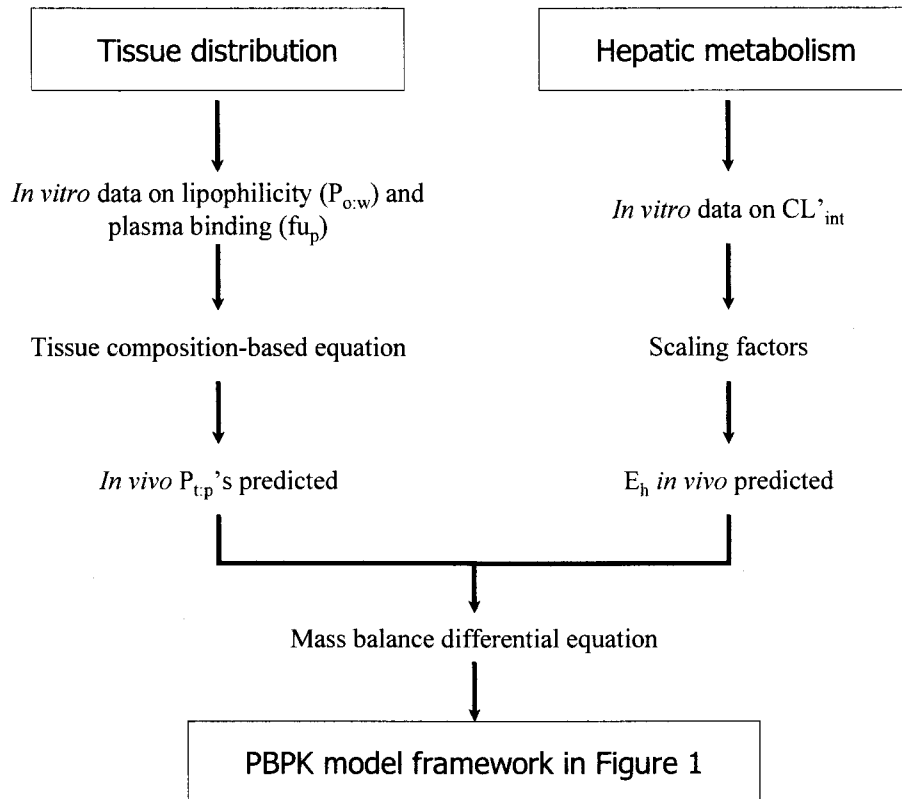 Tissue distribution
In vitro data on lipophilicity (Po:w) and
plasma binding (fup)
Tissue composition-based equation
In vivo Pt:p's predicted
Hepatic metabolism
In vitro data on CL'int
Scaling factors
Eh in vivo predicted
Mass balance differential equation
PBPK model framework in Figure 1